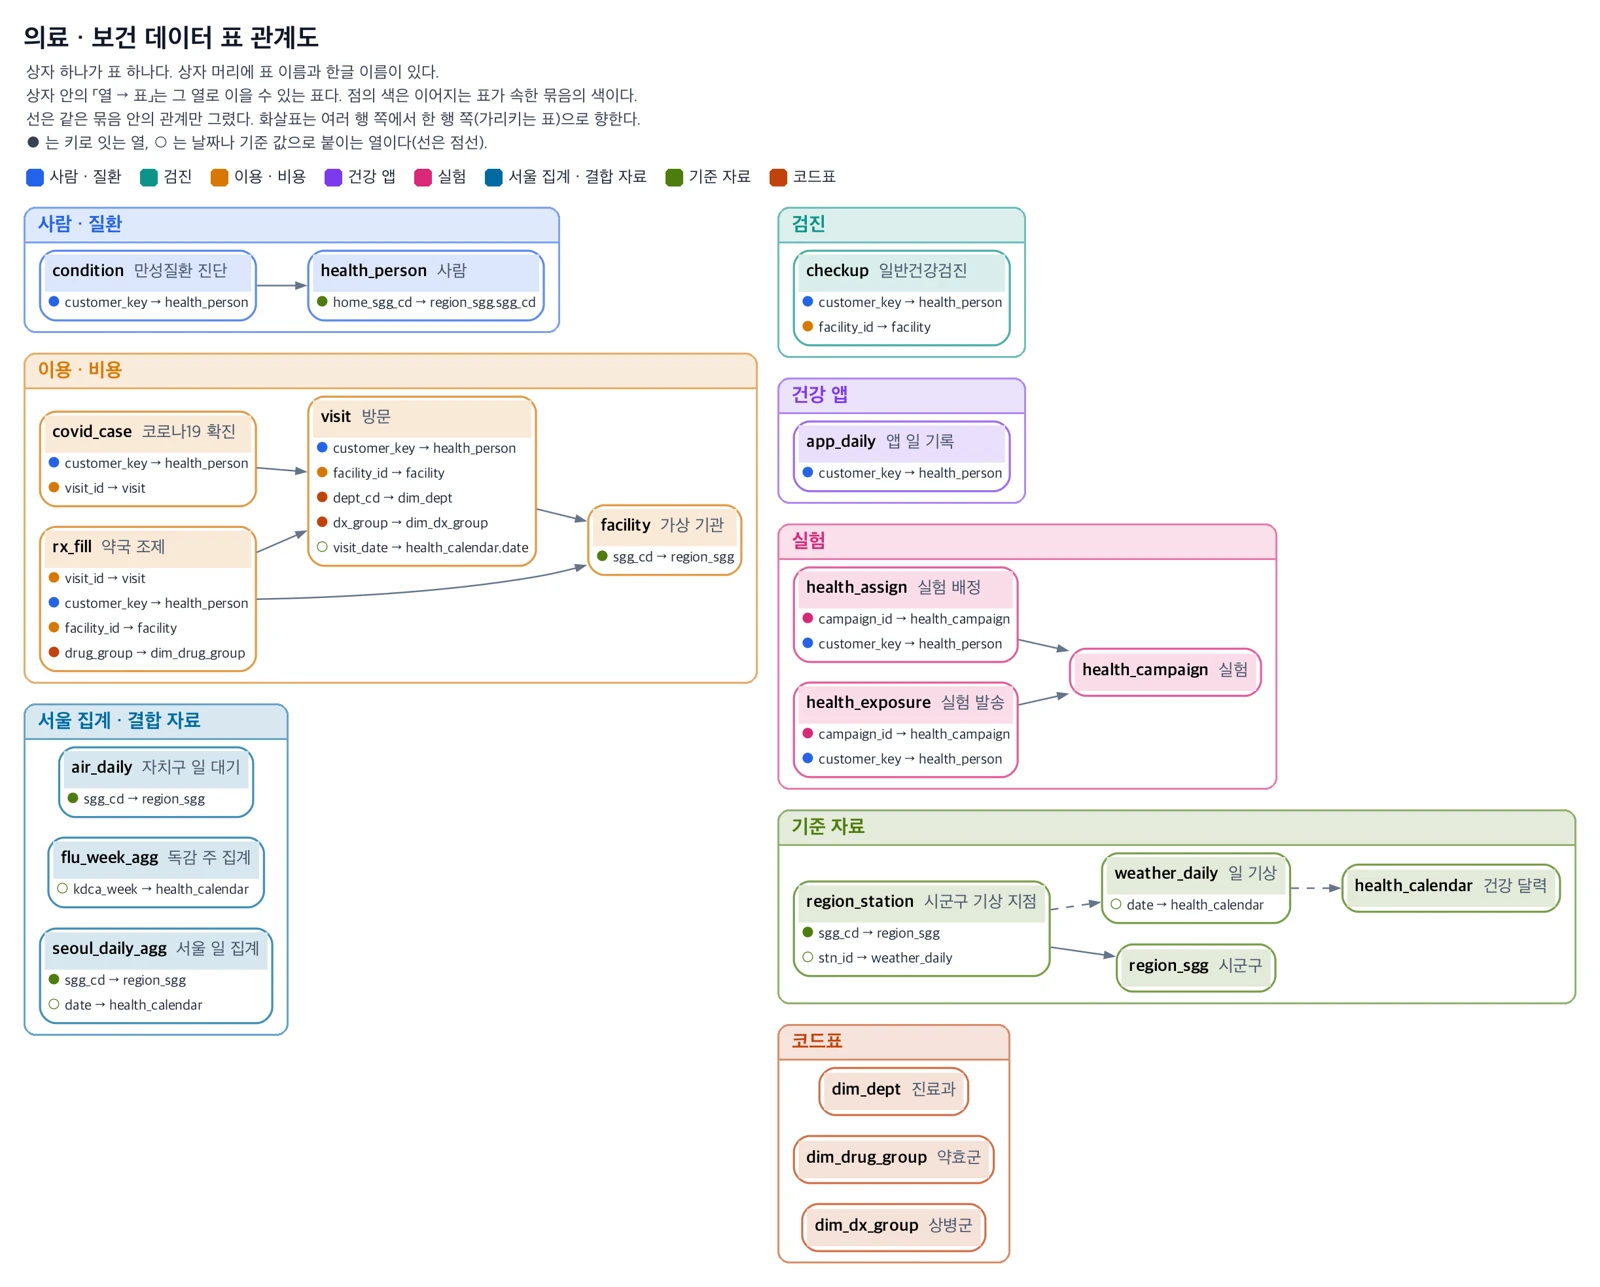 의료 · 보건 데이터 표 관계도
상자 하나가 표 하나다. 상자 머리에 표 이름과 한글 이름이 있다.
상자 안의 「열 → 표」는 그 열로 이을 수 있는 표다. 점의 색은 이어지는 표가 속한 묶음의 색이다.
선은 같은 묶음 안의 관계만 그렸다. 화살표는 여러 행 쪽에서 한 행 쪽(가리키는 표)으로 향한다.
● 는 키로 잇는 열, ○ 는 날짜나 기준 값으로 붙이는 열이다(선은 점선).
사람 · 질환 검진 이용 · 비용 건강 앱 실험 서울 집계 · 결합 자료 기준 자료 코드표
사람 · 질환
condition 만성질환 진단
customer_key → health_person
health_person 사람
home_sgg_cd → region_sgg.sgg_cd
이용 · 비용
covid_case 코로나19 확진
customer_key → health_person
visit_id → visit
rx_fill 약국 조제
visit_id → visit
customer_key → health_person
facility_id → facility
drug_group → dim_drug_group
visit 방문
customer_key → health_person
facility_id → facility
dept_cd → dim_dept
dx_group → dim_dx_group
visit_date → health_calendar.date
facility 가상 기관
sgg_cd → region_sgg
서울 집계 · 결합 자료
air_daily 자치구 일 대기
sgg_cd → region_sgg
flu_week_agg 독감 주 집계
kdca_week → health_calendar
seoul_daily_agg 서울 일 집계
sgg_cd → region_sgg
date → health_calendar
검진
checkup 일반건강검진
customer_key → health_person
facility_id → facility
건강 앱
app_daily 앱 일 기록
customer_key → health_person
실험
health_assign 실험 배정
campaign_id → health_campaign
customer_key → health_person
health_exposure 실험 발송
campaign_id → health_campaign
customer_key → health_person
health_campaign 실험
기준 자료
region_station 시군구 기상 지점
sgg_cd → region_sgg
stn_id → weather_daily
weather_daily 일 기상
date → health_calendar
region_sgg 시군구
health_calendar 건강 달력
코드표
dim_dept 진료과
dim_drug_group 약효군
dim_dx_group 상병군